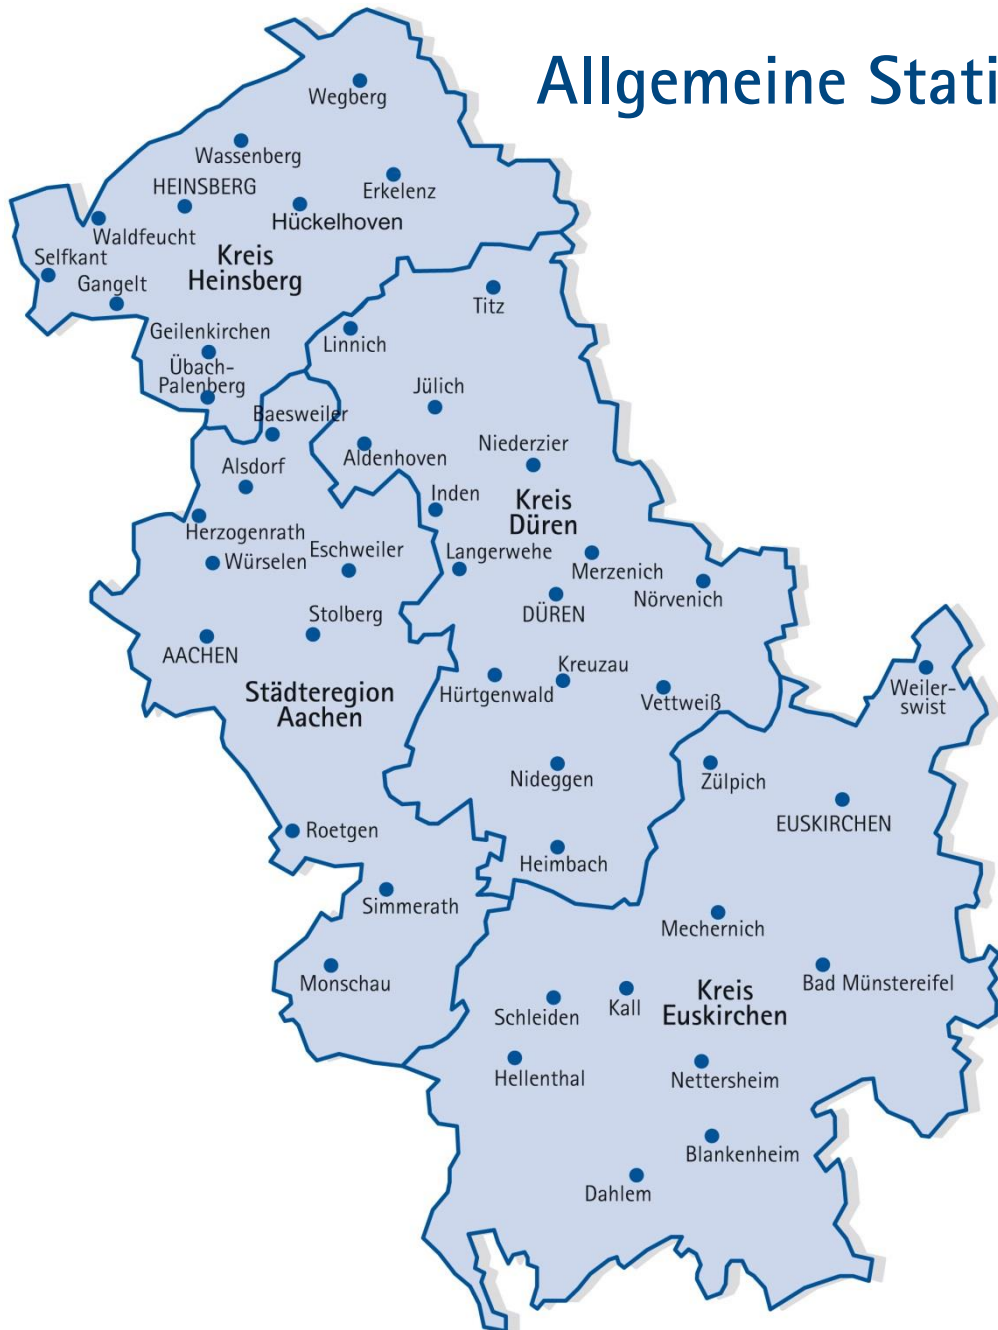 Allgemeine Stati
Wegberg
Wassenberg
Erkelenz
HEINSBERG
Hückelhoven
Waldfeucht
Selfkant
Kreis
Heinsberg
Gangelt
Titz
Geilenkirchen
Linnich
Übach-
Palenberg
Jülich
Baesweiler
Aldenhoven
Niederzier
Alsdorf
Inden
Kreis
Düren
Herzogenrath
Eschweiler
Langerwehe
Würselen
Merzenich
Nörvenich
Stolberg
DÜREN
AACHEN
Kreuzau
Städteregion
Aachen
Hürtgenwald
Vettweiß
Weiler-
swist
Nideggen
Zülpich
EUSKIRCHEN
Roetgen
Heimbach
Simmerath
Mechernich
Monschau
Bad Münstereifel
Kreis
Euskirchen
Kall
Schleiden
Hellenthal
Nettersheim
Blankenheim
Dahlem